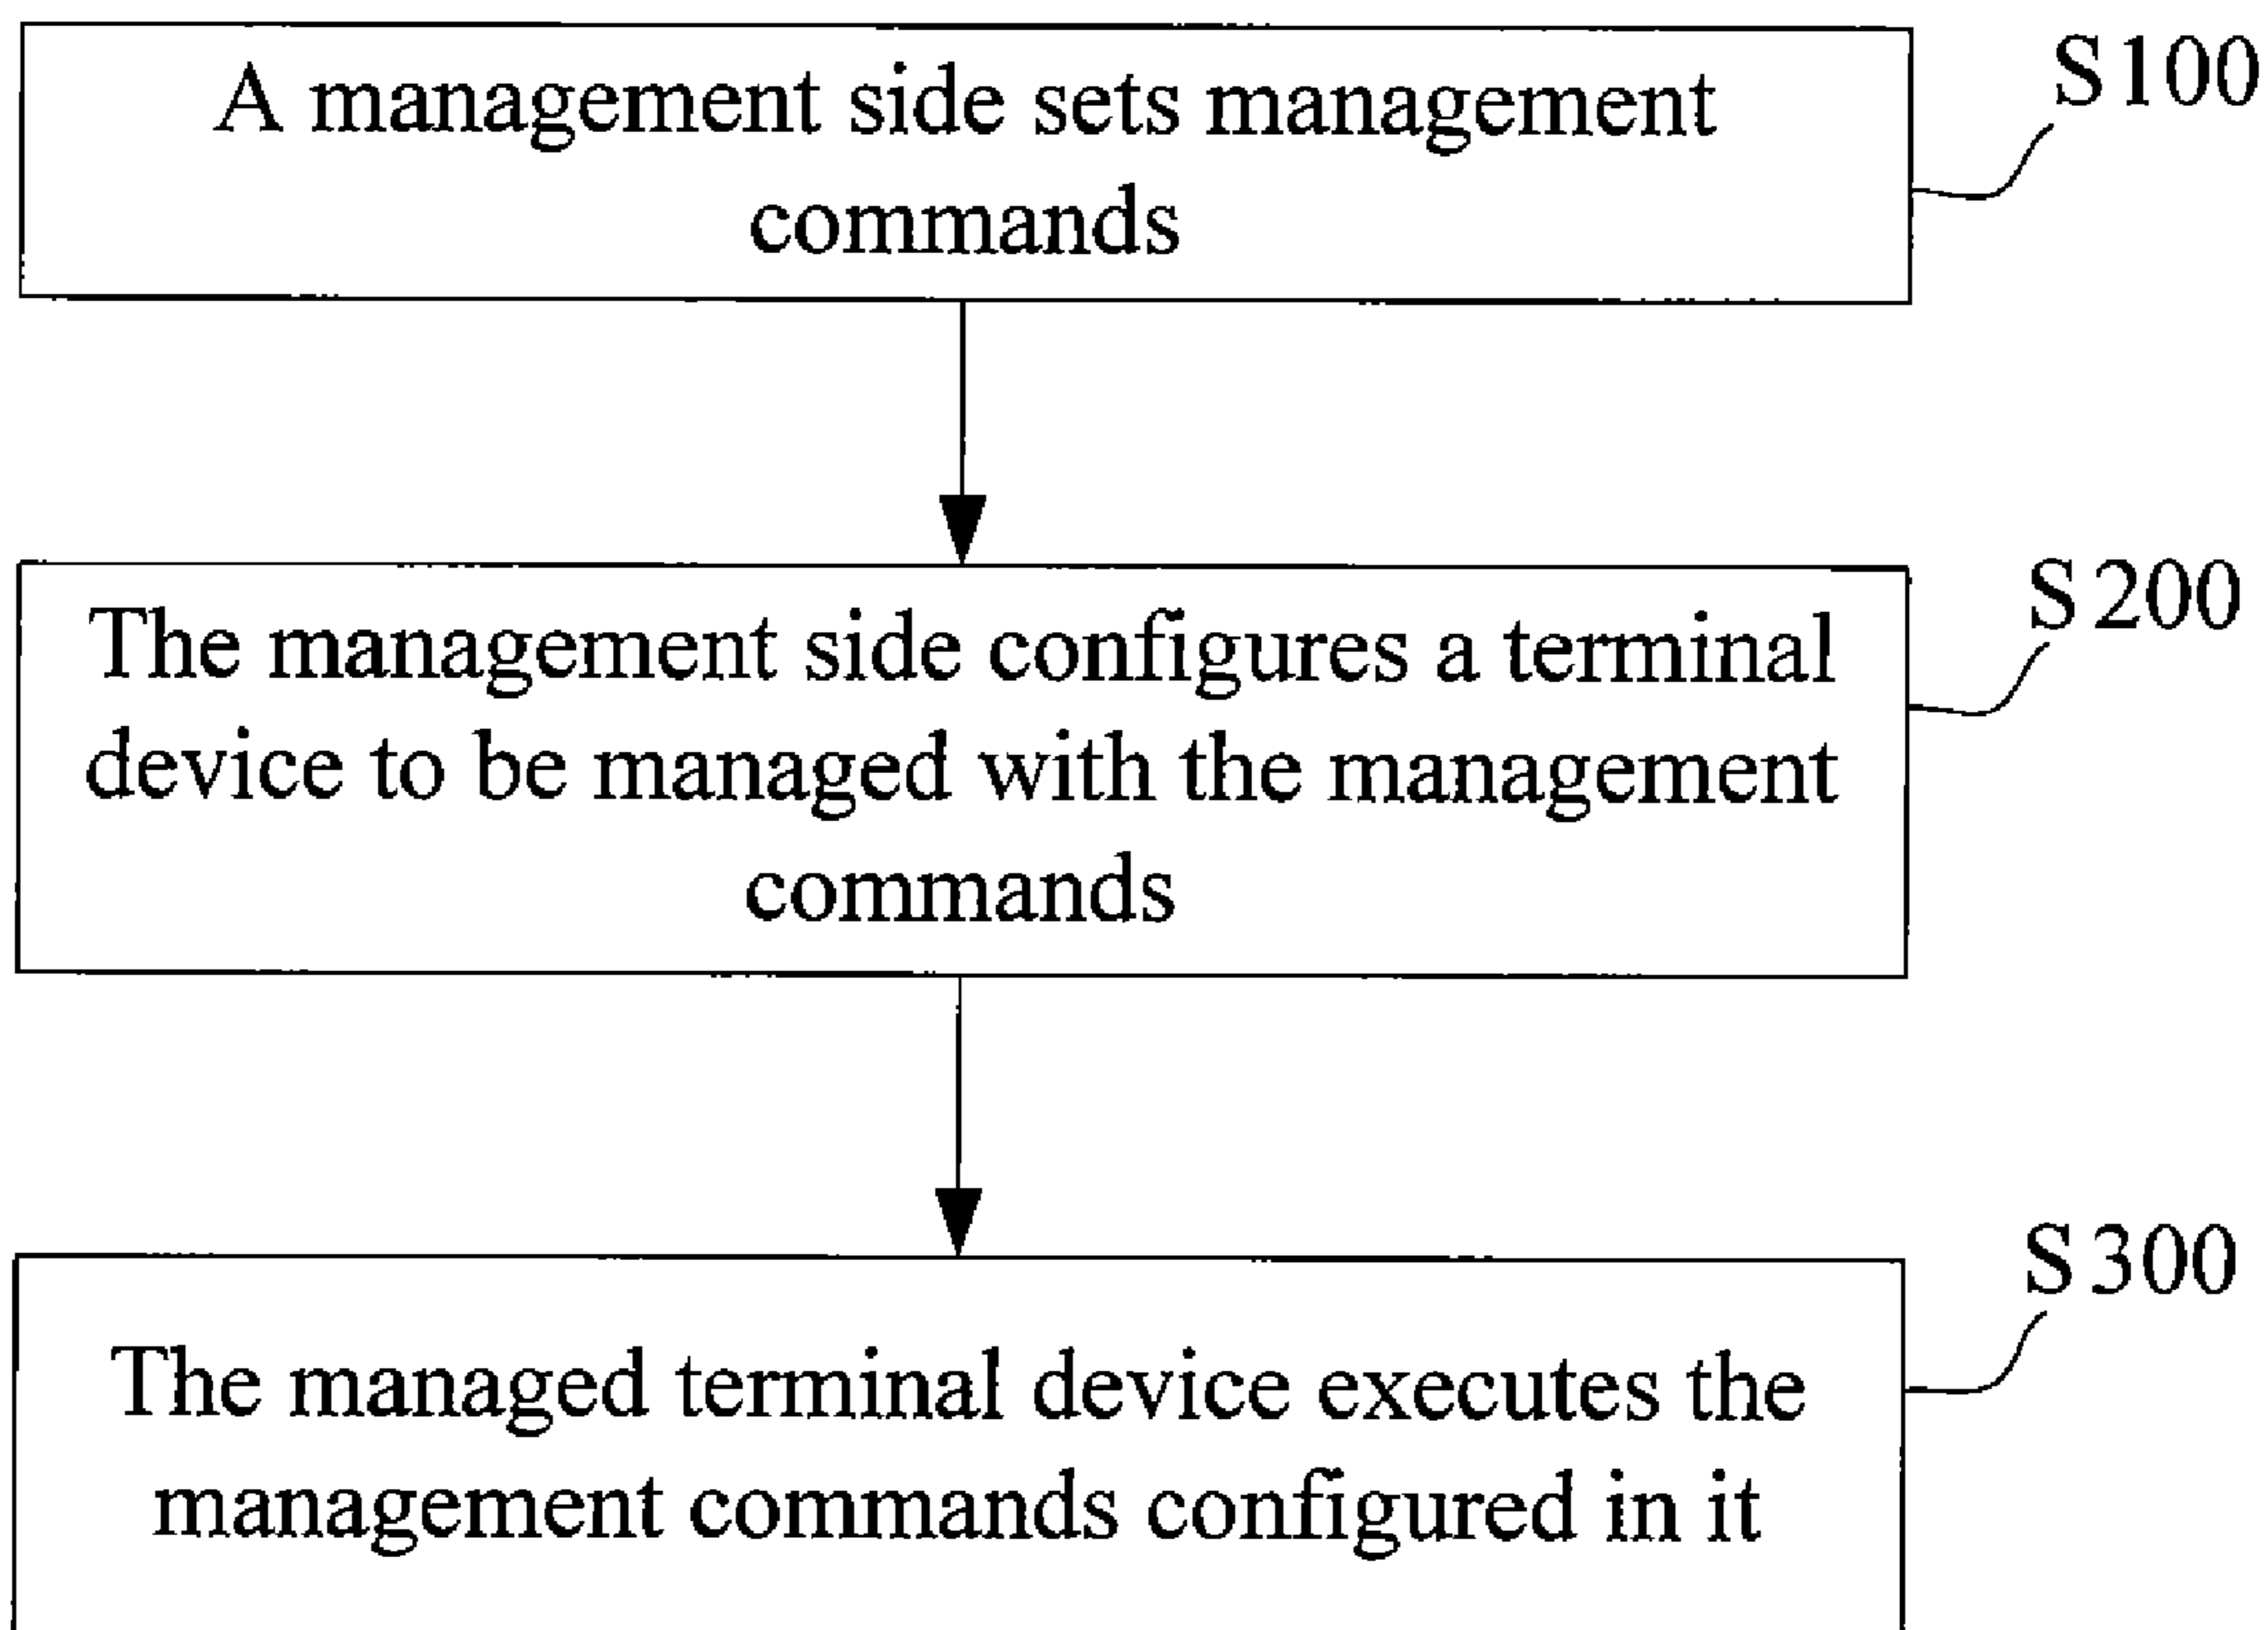 A management side sets management
commands
S100
The management side configures a terminal
device to be managed with the management
commands
S200
The managed terminal device executes the
management commands configured in it
S300